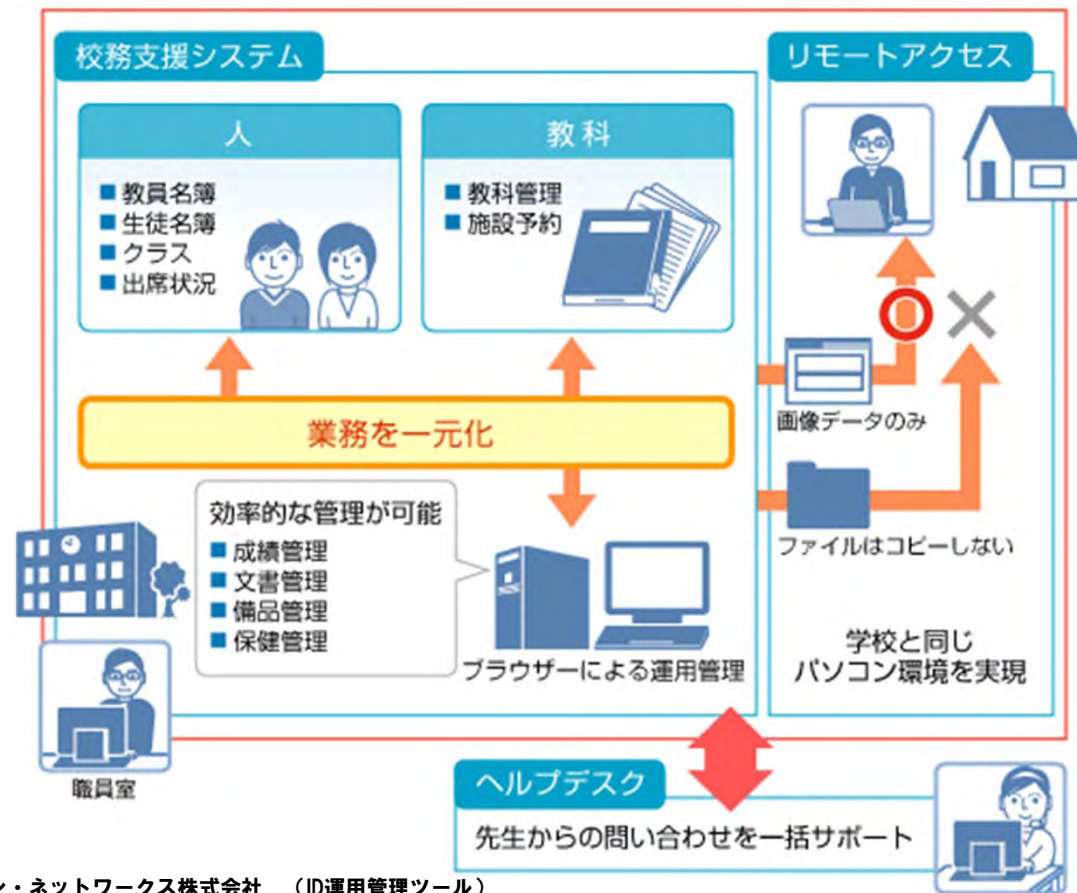 校務支援システム
人
■ 教員名簿
■ 生徒名簿
■ クラス
■ 出席状況
教科
■ 教科管理
■ 施設予約
業務を一元化
効率的な管理が可能
■ 成績管理
■ 文書管理
■ 備品管理
■ 保健管理
ブラウザーによる運用管理
職員室
リモートアクセス
画像データのみ
ファイルはコピーしない
学校と同じ
パソコン環境を実現
ヘルプデスク
先生からの問い合わせを一括サポート
・ネットワークス株式会社 （ID運用管理ツール）